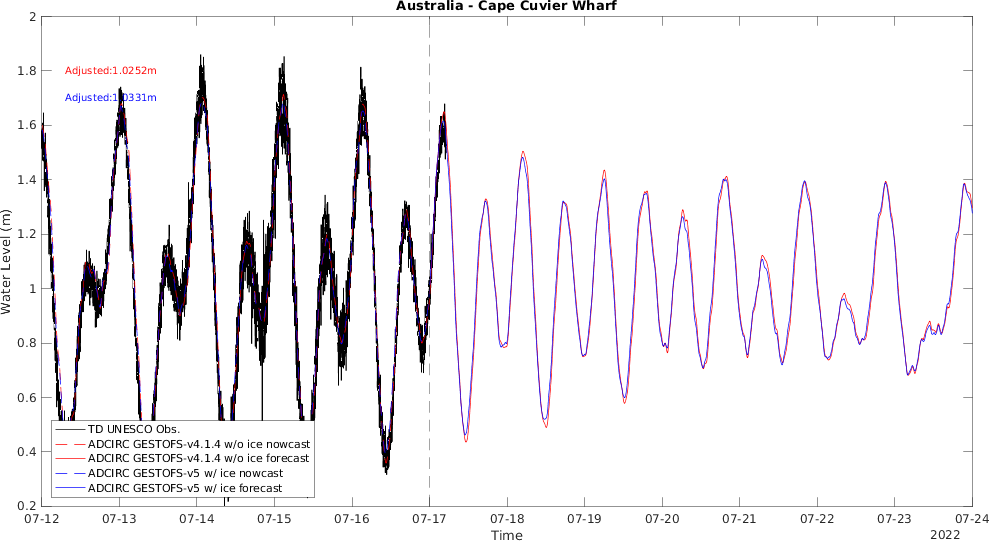 Australia - Cape Cuvier Wharf
Water Level (m)
2
1.8
1.6
1.4
1.2
1
0.8
0.6
0.4
0.2
Adjusted:1.0252m
Adjusted:1.0331m
TD UNESCO Obs.
ADCIRC GESTOFS-v4.1.4 w/o ice nowcast
ADCIRC GESTOFS-v4.1.4 w/o ice forecast
ADCIRC GESTOFS-v5 w/ ice nowcast
ADCIRC GESTOFS-v5 w/ ice forecast
07-12 07-13 07-14 07-15 07-16 07-17 07-18 07-19 07-20 07-21 07-22 07-23 07-24
Time
2022